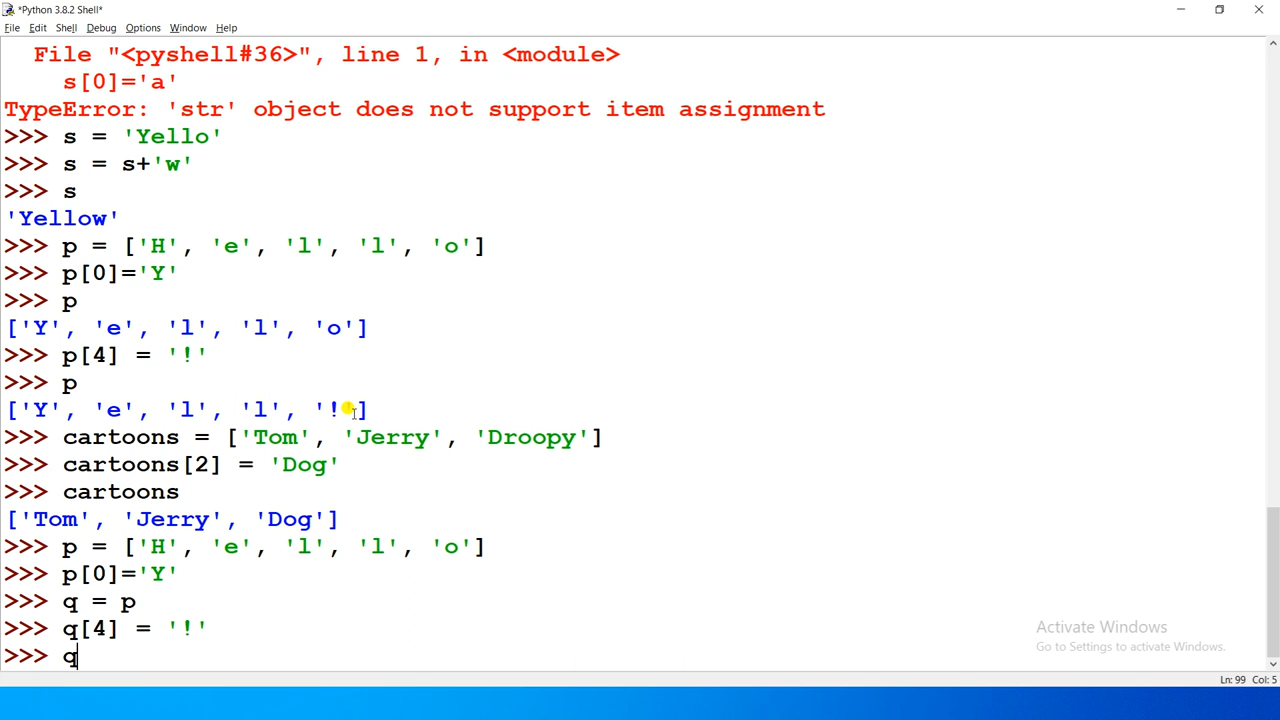 *Python 3.8.2 Shell*
File Edit Shell Debug Options Window Help
File "<pyshell#36>", line 1, in <module>
s[0]='a'
TypeError: 'str' object does not support item assignment
>>> s = 'Yello'
>>> s = s+'w'
>>> s
'Yellow'
>>> p = ['H', 'e', 'l', 'l', 'o']
>>> p[0]='Y'
>>> p
['Y', 'e', 'l', 'l', 'o']
>>> p[4] = '!'
>>> p
['Y', 'e', 'l', 'l', '!']
>>> cartoons = ['Tom', 'Jerry', 'Droopy']
>>> cartoons[2] = 'Dog'
>>> cartoons
['Tom', 'Jerry', 'Dog']
>>> p = ['H', 'e', 'l', 'l', 'o']
>>> p[0]='Y'
>>> q = p
>>> q[4] = '!'
>>> q
Activate Windows
Go to Settings to activate Windows.
Ln: 99 Col: 5